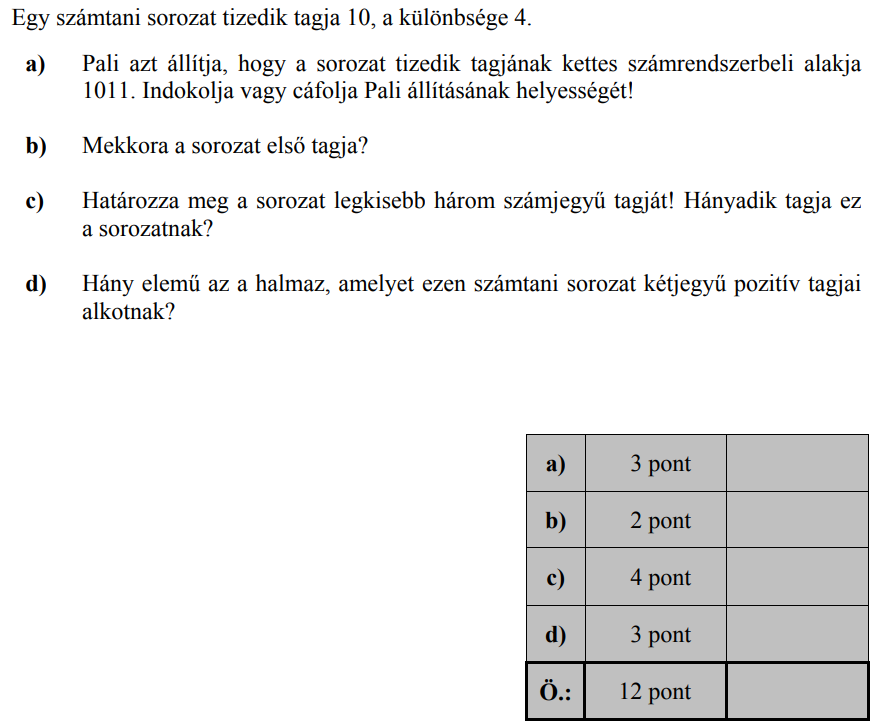 Egy számtani sorozat tizedik tagja 10, a különbsége 4.
a) Pali azt állítja, hogy a sorozat tizedik tagjának kettes számrendszerbeli alakja
1011. Indokolja vagy cáfolja Pali állításának helyességét!
b) Mekkora a sorozat első tagja?
c) Határozza meg a sorozat legkisebb három számjegyű tagját! Hányadik tagja ez
a sorozatnak?
d) Hány elemű az a halmaz, amelyet ezen számtani sorozat kétjegyű pozitív tagjai
alkotnak?
a) 3 pont
b) 2 pont
c) 4 pont
d) 3 pont
Ö.: 12 pont